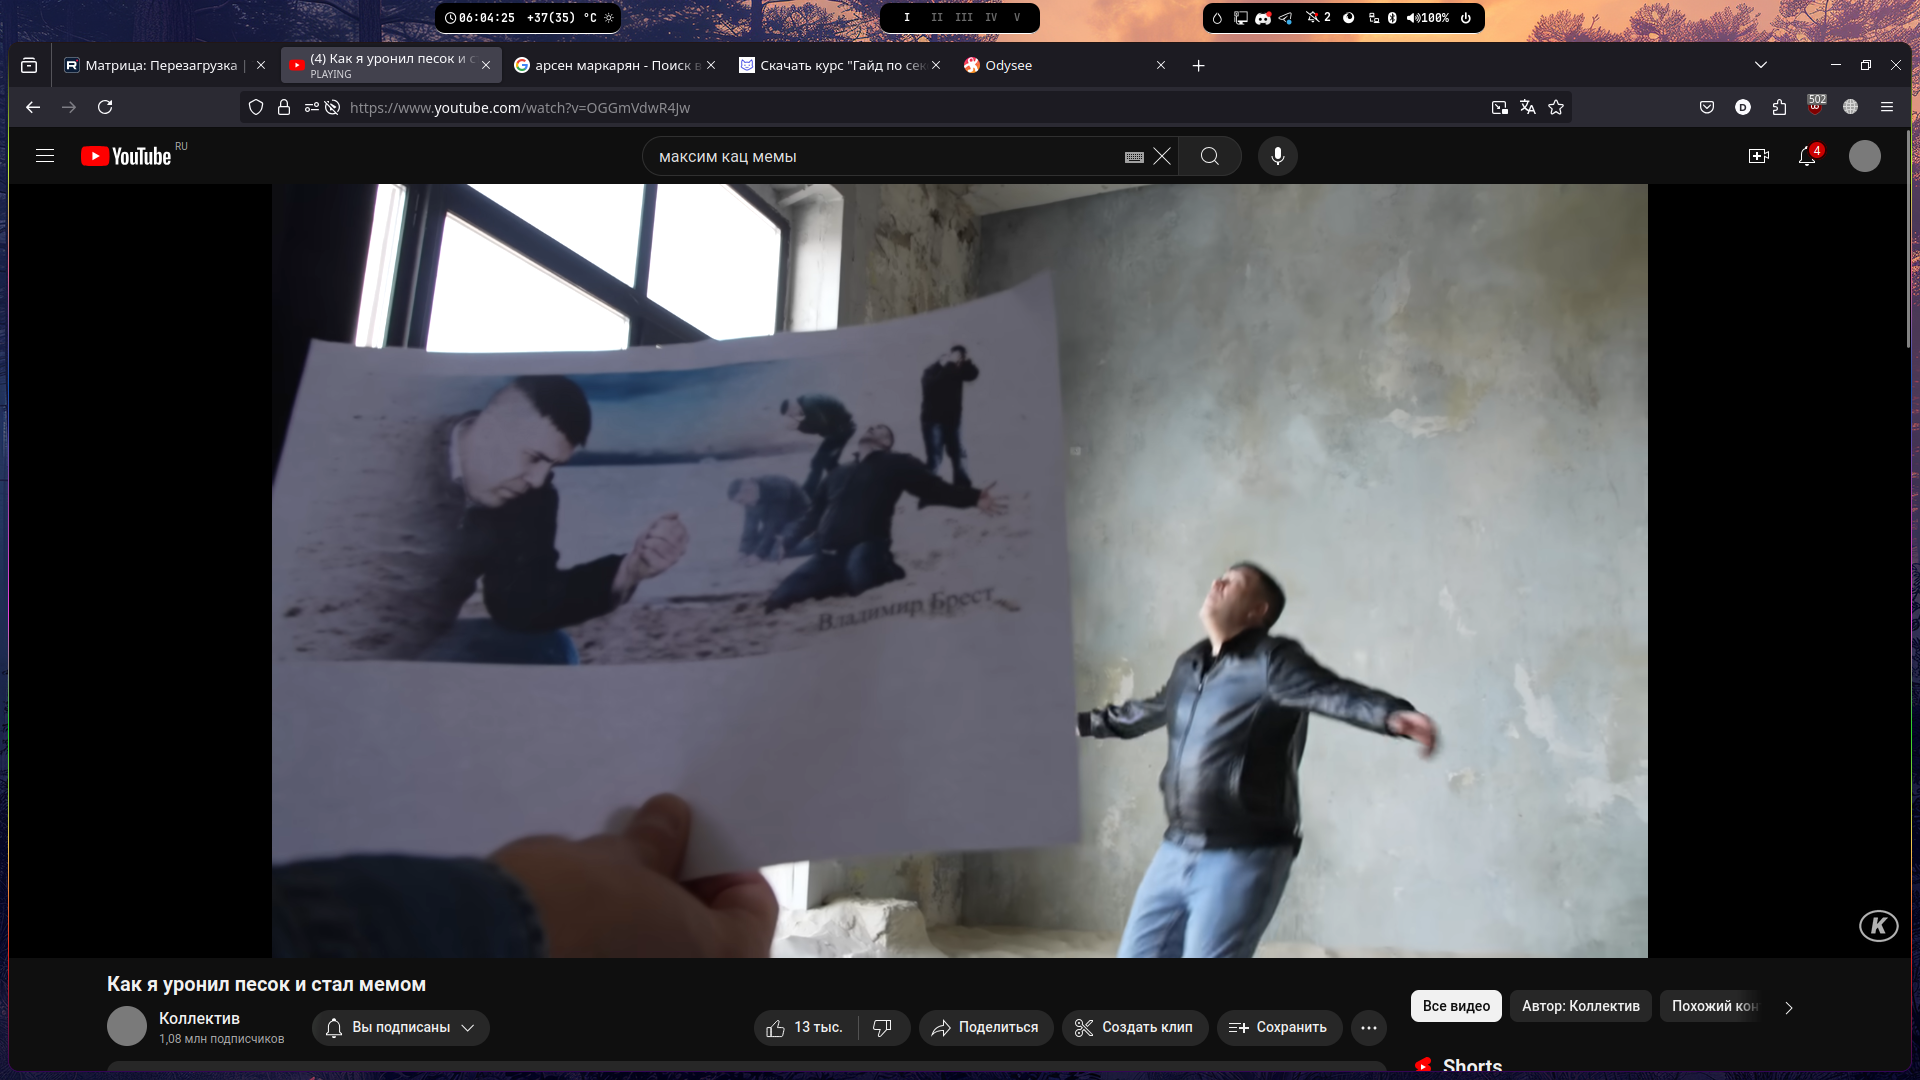 06:04:25 +37(35) °C
I II III IV V
2 100%
Матрица: Перезагрузка |
(4) Как я уронил песок и с
PLAYING
арсен маркарян - Поиск в
Скачать курс "Гайд по сек
Odysee
https://www.youtube.com/watch?v=OGGmVdwR4Jw
502
YouTube RU
максим кац мемы
4
Владимир Брест
K
Как я уронил песок и стал мемом
Коллектив
1,08 млн подписчиков
Вы подписаны
13 тыс.
Поделиться
Создать клип
Сохранить
Все видео
Автор: Коллектив
Похожий кон
Shorts